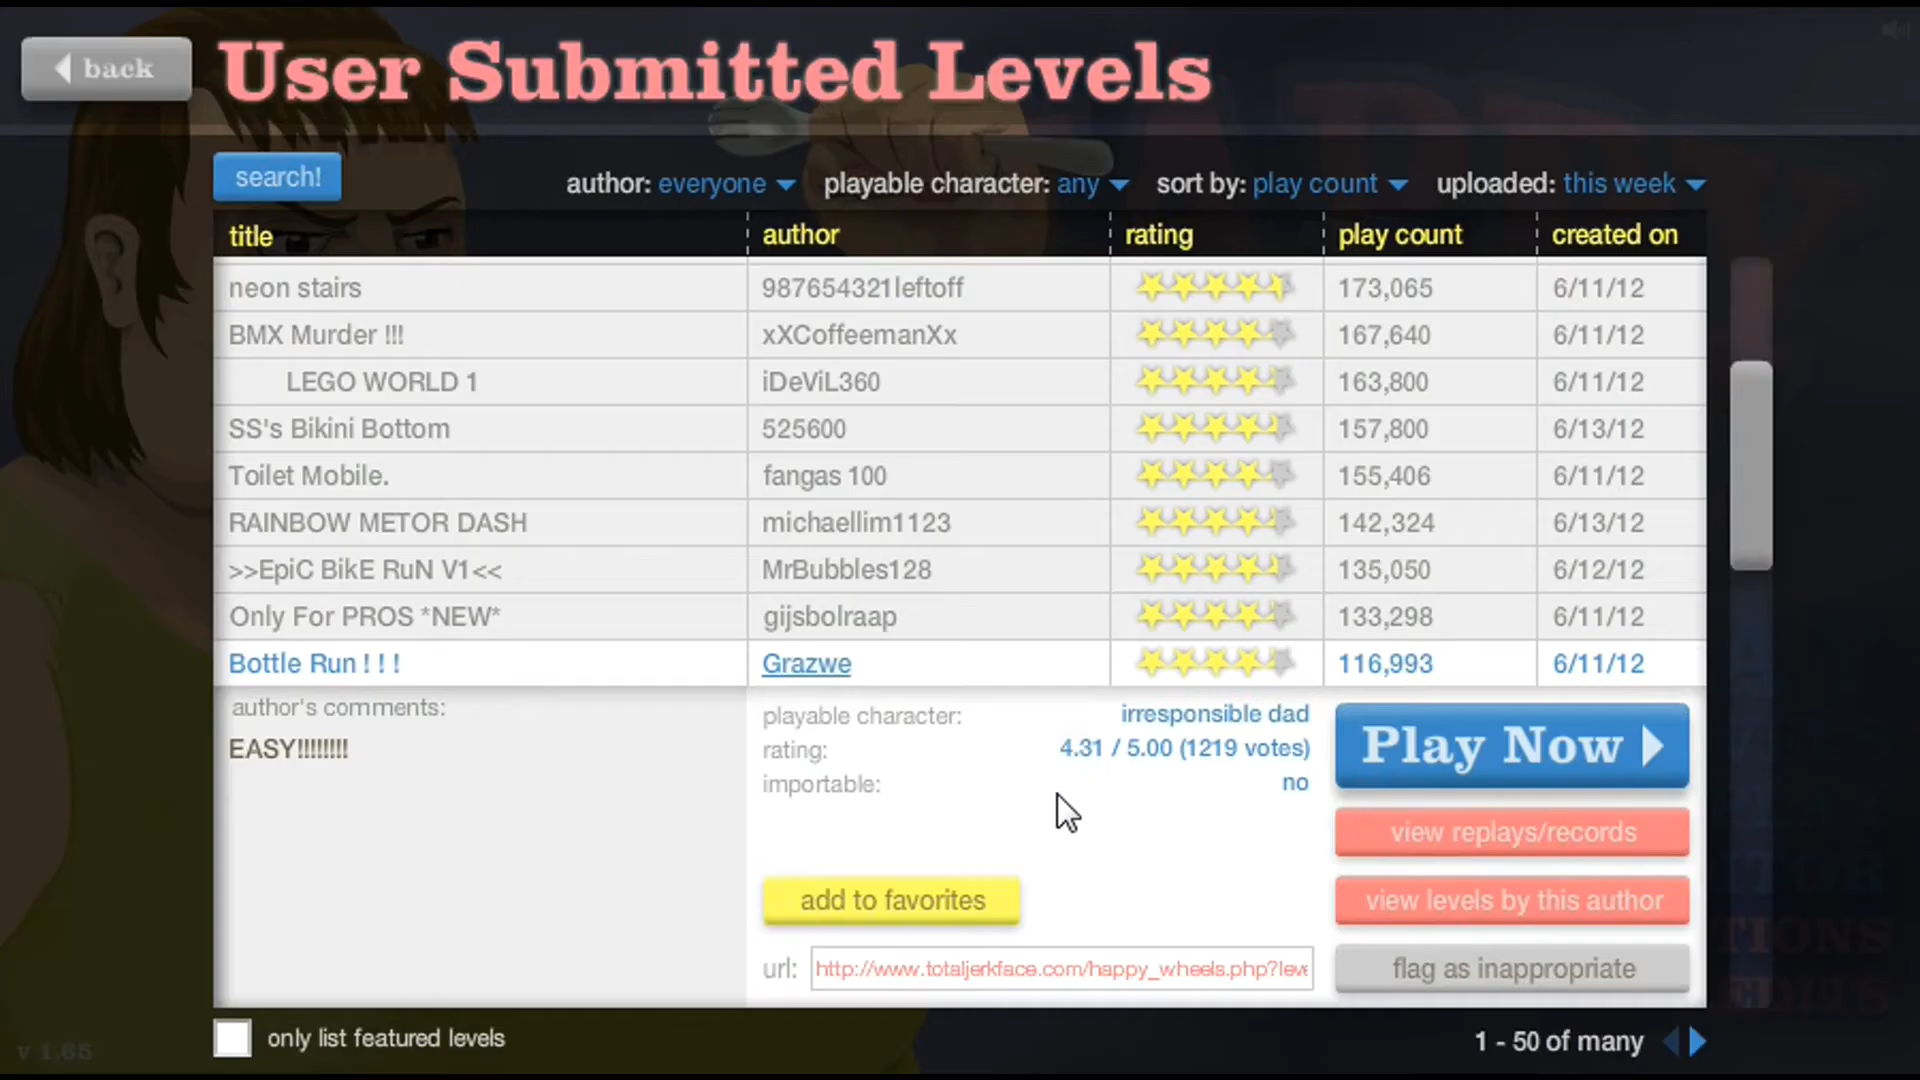 back
User Submitted Levels
search!
author: everyone
playable character: any
sort by: play count
uploaded: this week
title author rating play count created on
neon stairs 987654321leftoff 173,065 6/11/12
BMX Murder !!! xXCoffeemanXx 167,640 6/11/12
LEGO WORLD 1 iDeViL360 163,800 6/11/12
SS's Bikini Bottom 525600 157,800 6/13/12
Toilet Mobile. fangas 100 155,406 6/11/12
RAINBOW METOR DASH michaellim1123 142,324 6/13/12
>>EpiC BikE RuN V1<< MrBubbles128 135,050 6/12/12
Only For PROS *NEW* gijsbolraap 133,298 6/11/12
Bottle Run ! ! ! Grazwe 116,993 6/11/12
author's comments:
EASY!!!!!!!!
playable character: irresponsible dad
rating: 4.31 / 5.00 (1219 votes)
importable: no
Play Now
view replays/records
add to favorites
view levels by this author
url: http://www.totaljerkface.com/happy_wheels.php?leve
flag as inappropriate
only list featured levels
1 - 50 of many
v 1.65